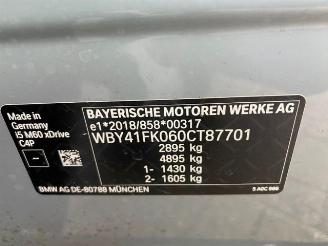 Made in
Germany
i5 M60 xDrive
C4P
-
BAYERISCHE MOTOREN WERKE AG
e1*2018/858*00317
WBY41FK060CT87701
2895 kg
4895 kg
1- 1430 kg
2- 1605 kg
BMW AG DE-80788 MÜNCHEN